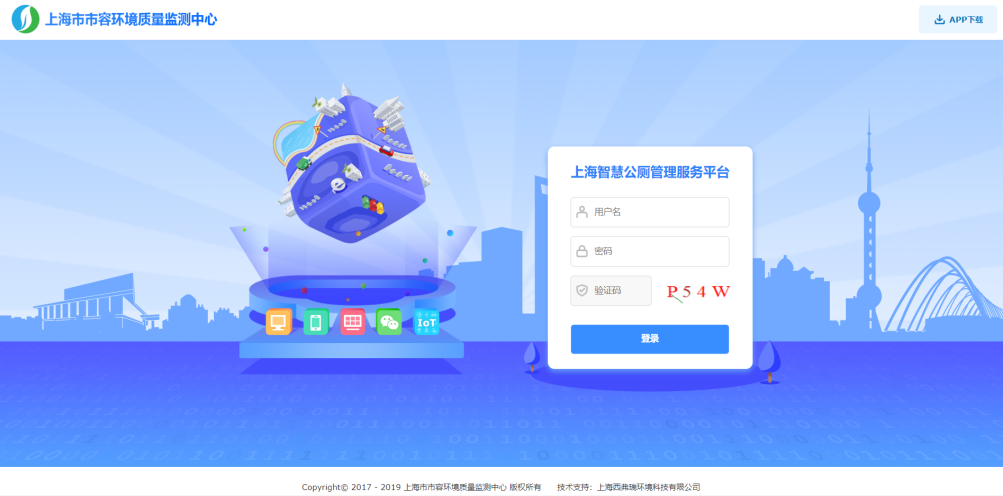 上海市市容环境质量监测中心
APP下载
上海智慧公厕管理服务平台
用户名
密码
验证码
P54W
IoT
登录
Copyright© 2017 - 2019 上海市市容环境质量监测中心 版权所有 技术支持：上海西弗瑞环境科技有限公司